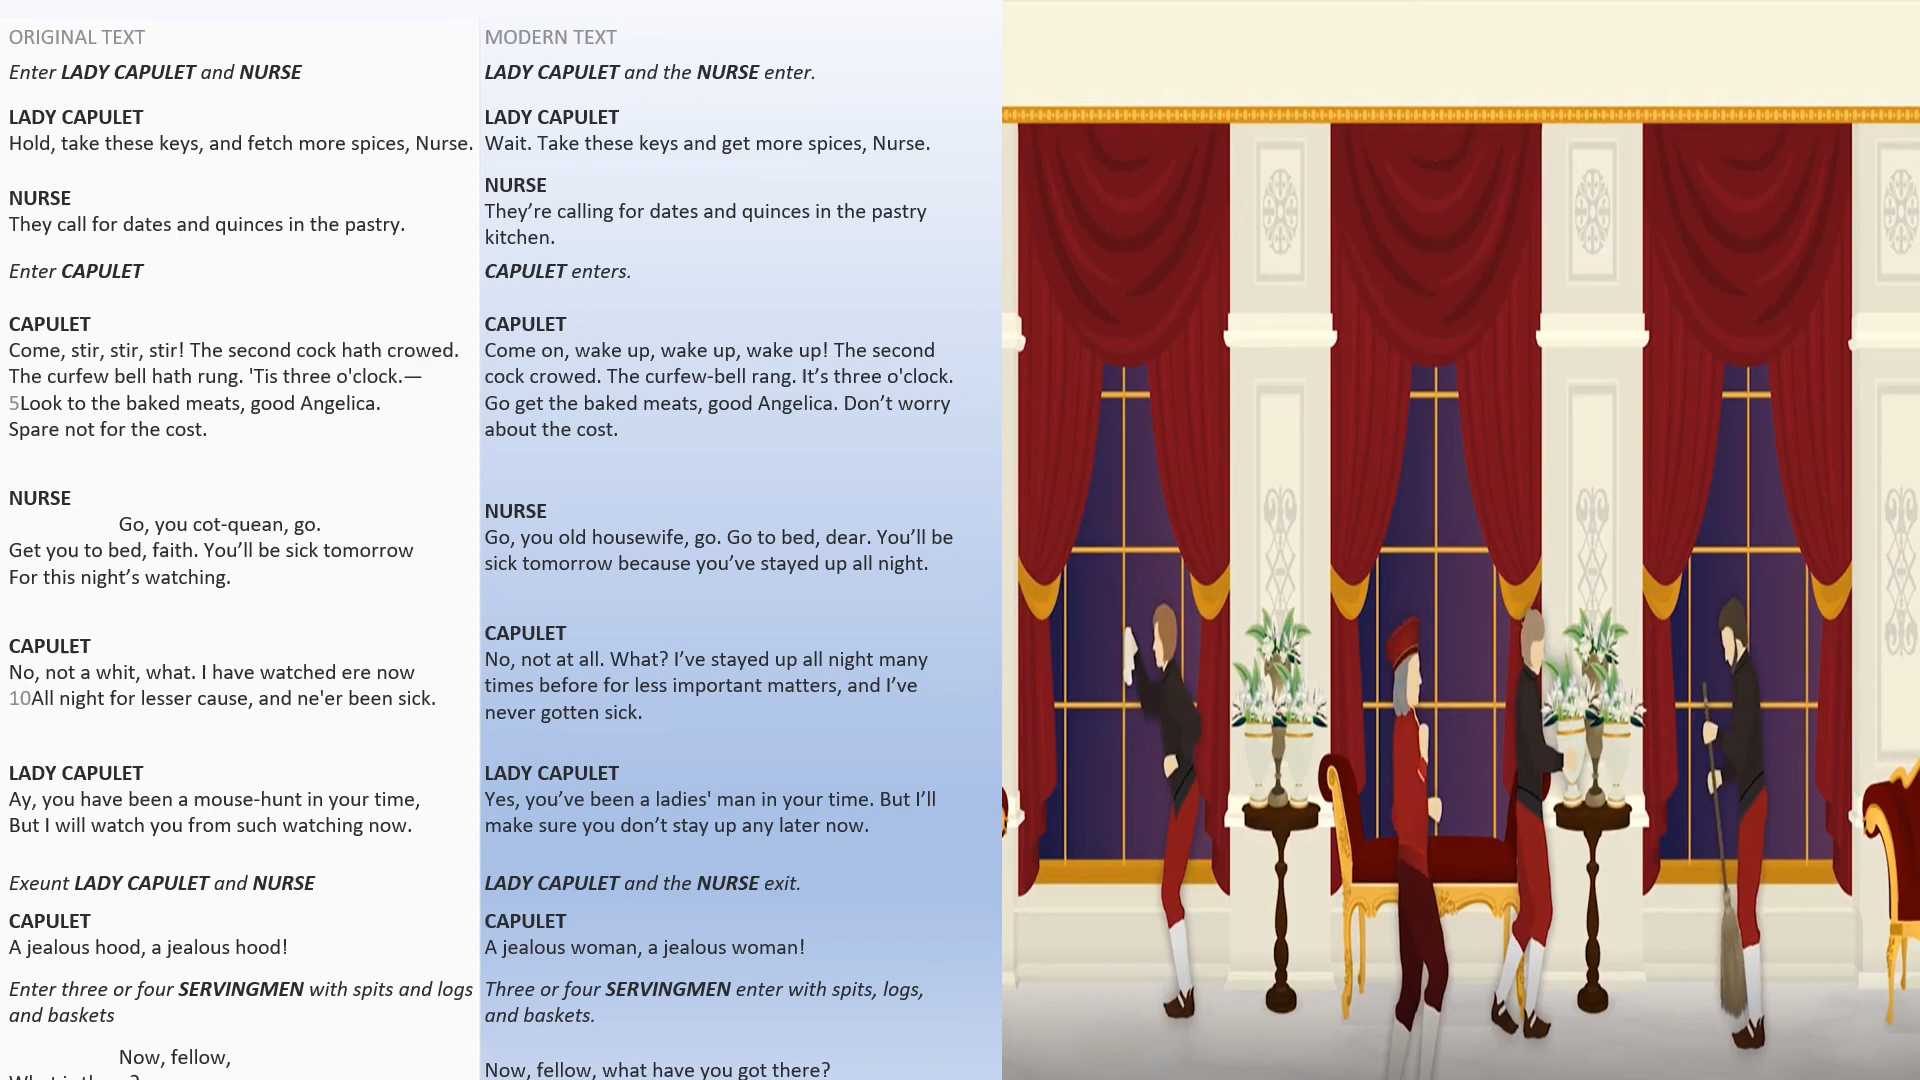 ORIGINAL TEXT
Enter LADY CAPULET and NURSE
LADY CAPULET
Hold, take these keys, and fetch more spices, Nurse.
NURSE
They call for dates and quinces in the pastry.
Enter CAPULET
CAPULET
Come, stir, stir, stir! The second cock hath crowed.
The curfew bell hath rung. 'Tis three o'clock.—
5Look to the baked meats, good Angelica.
Spare not for the cost.
NURSE
Go, you cot-quean, go.
Get you to bed, faith. You’ll be sick tomorrow
For this night’s watching.
CAPULET
No, not a whit, what. I have watched ere now
10All night for lesser cause, and ne'er been sick.
LADY CAPULET
Ay, you have been a mouse-hunt in your time,
But I will watch you from such watching now.
Exeunt LADY CAPULET and NURSE
CAPULET
A jealous hood, a jealous hood!
Enter three or four SERVINGMEN with spits and logs
and baskets
Now, fellow,
MODERN TEXT
LADY CAPULET and the NURSE enter.
LADY CAPULET
Wait. Take these keys and get more spices, Nurse.
NURSE
They’re calling for dates and quinces in the pastry
kitchen.
CAPULET enters.
CAPULET
Come on, wake up, wake up, wake up! The second
cock crowed. The curfew-bell rang. It’s three o'clock.
Go get the baked meats, good Angelica. Don’t worry
about the cost.
NURSE
Go, you old housewife, go. Go to bed, dear. You’ll be
sick tomorrow because you’ve stayed up all night.
CAPULET
No, not at all. What? I’ve stayed up all night many
times before for less important matters, and I’ve
never gotten sick.
LADY CAPULET
Yes, you’ve been a ladies' man in your time. But I’ll
make sure you don’t stay up any later now.
LADY CAPULET and the NURSE exit.
CAPULET
A jealous woman, a jealous woman!
Three or four SERVINGMEN enter with spits, logs,
and baskets.
Now, fellow, what have you got there?